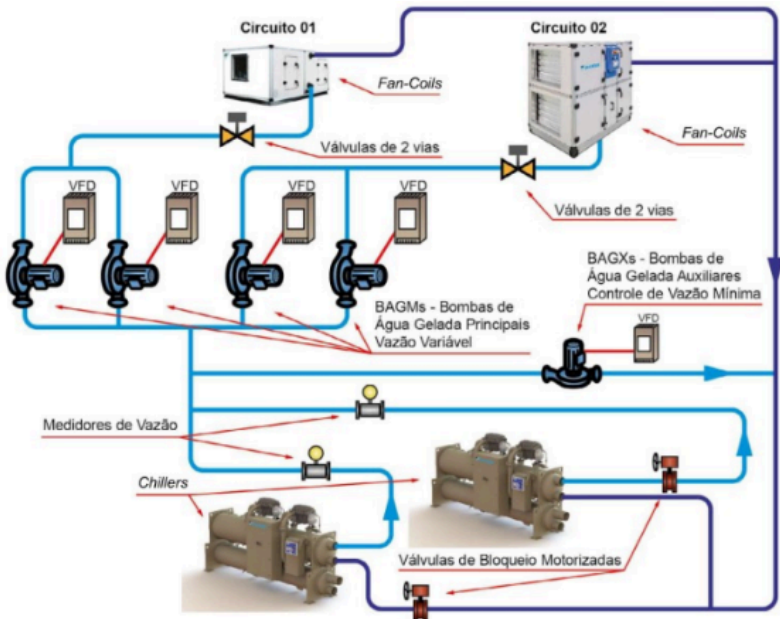 Circuito 01
Circuito 02
Fan-Coils
Fan-Coils
Válvulas de 2 vias
Válvulas de 2 vias
VFD
VFD
VFD
VFD
BAGMs - Bombas de
Água Gelada Principais
Vazão Variável
BAGXs - Bombas de
Água Gelada Auxiliares
Controle de Vazão Mínima
VFD
Medidores de Vazão
Chillers
Válvulas de Bloqueio Motorizadas